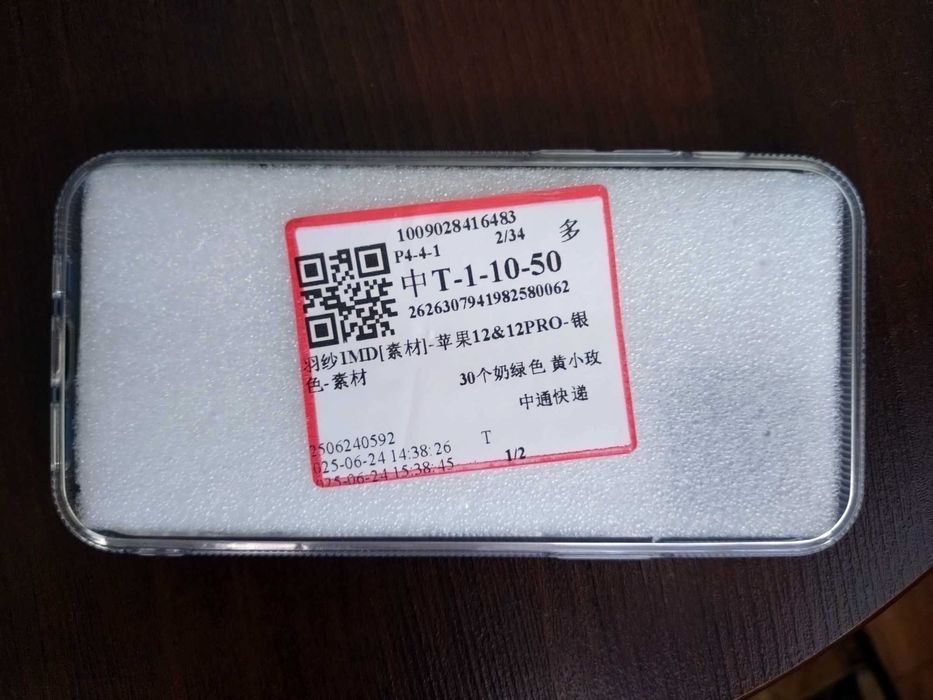 1009028416483
2/34
多
P4-4-1
中T-1-10-50
2626307941982580062
羽纱IMD[素材]-苹果12&12PRO-银
色-素材
30个奶绿色 黄小玫
中通快递
2506240592
T
025-06-24 14:38:26
1/2
025-06-24 15:38:45